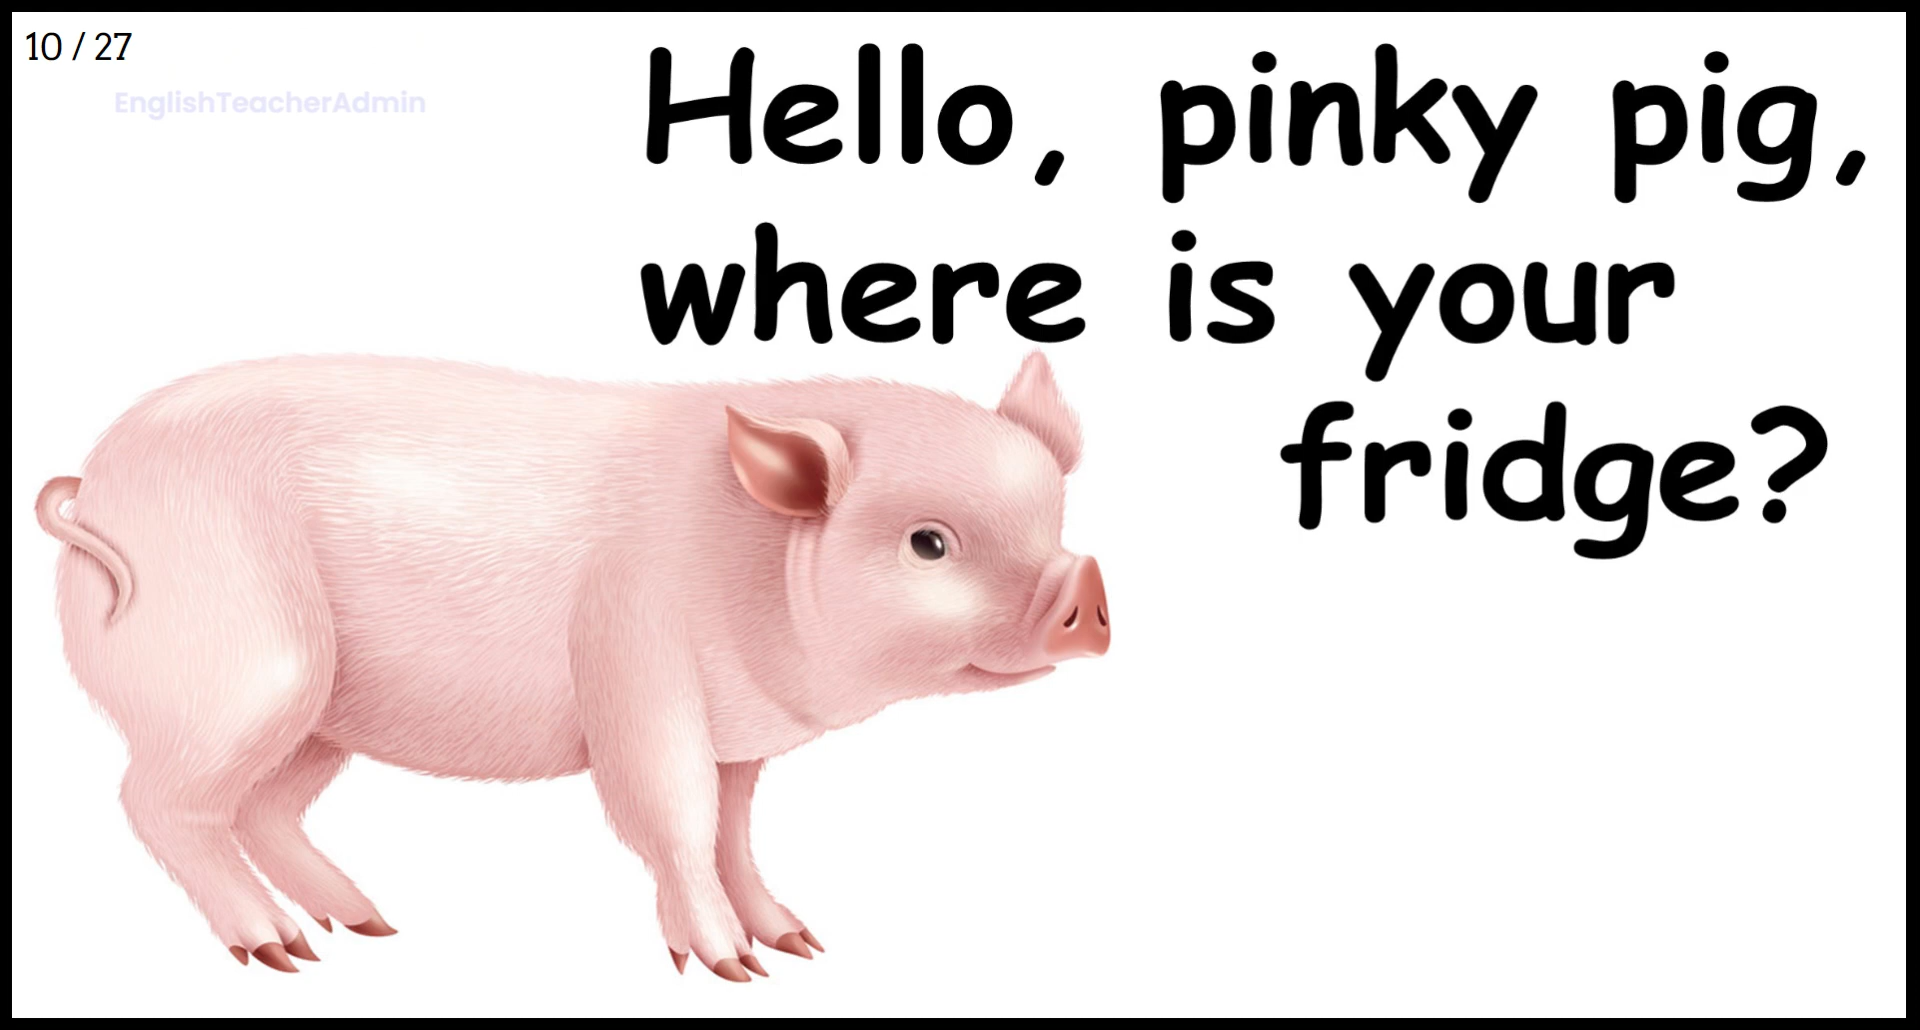 10 / 27
EnglishTeacherAdmin
Hello, pinky pig,
where is your
fridge?